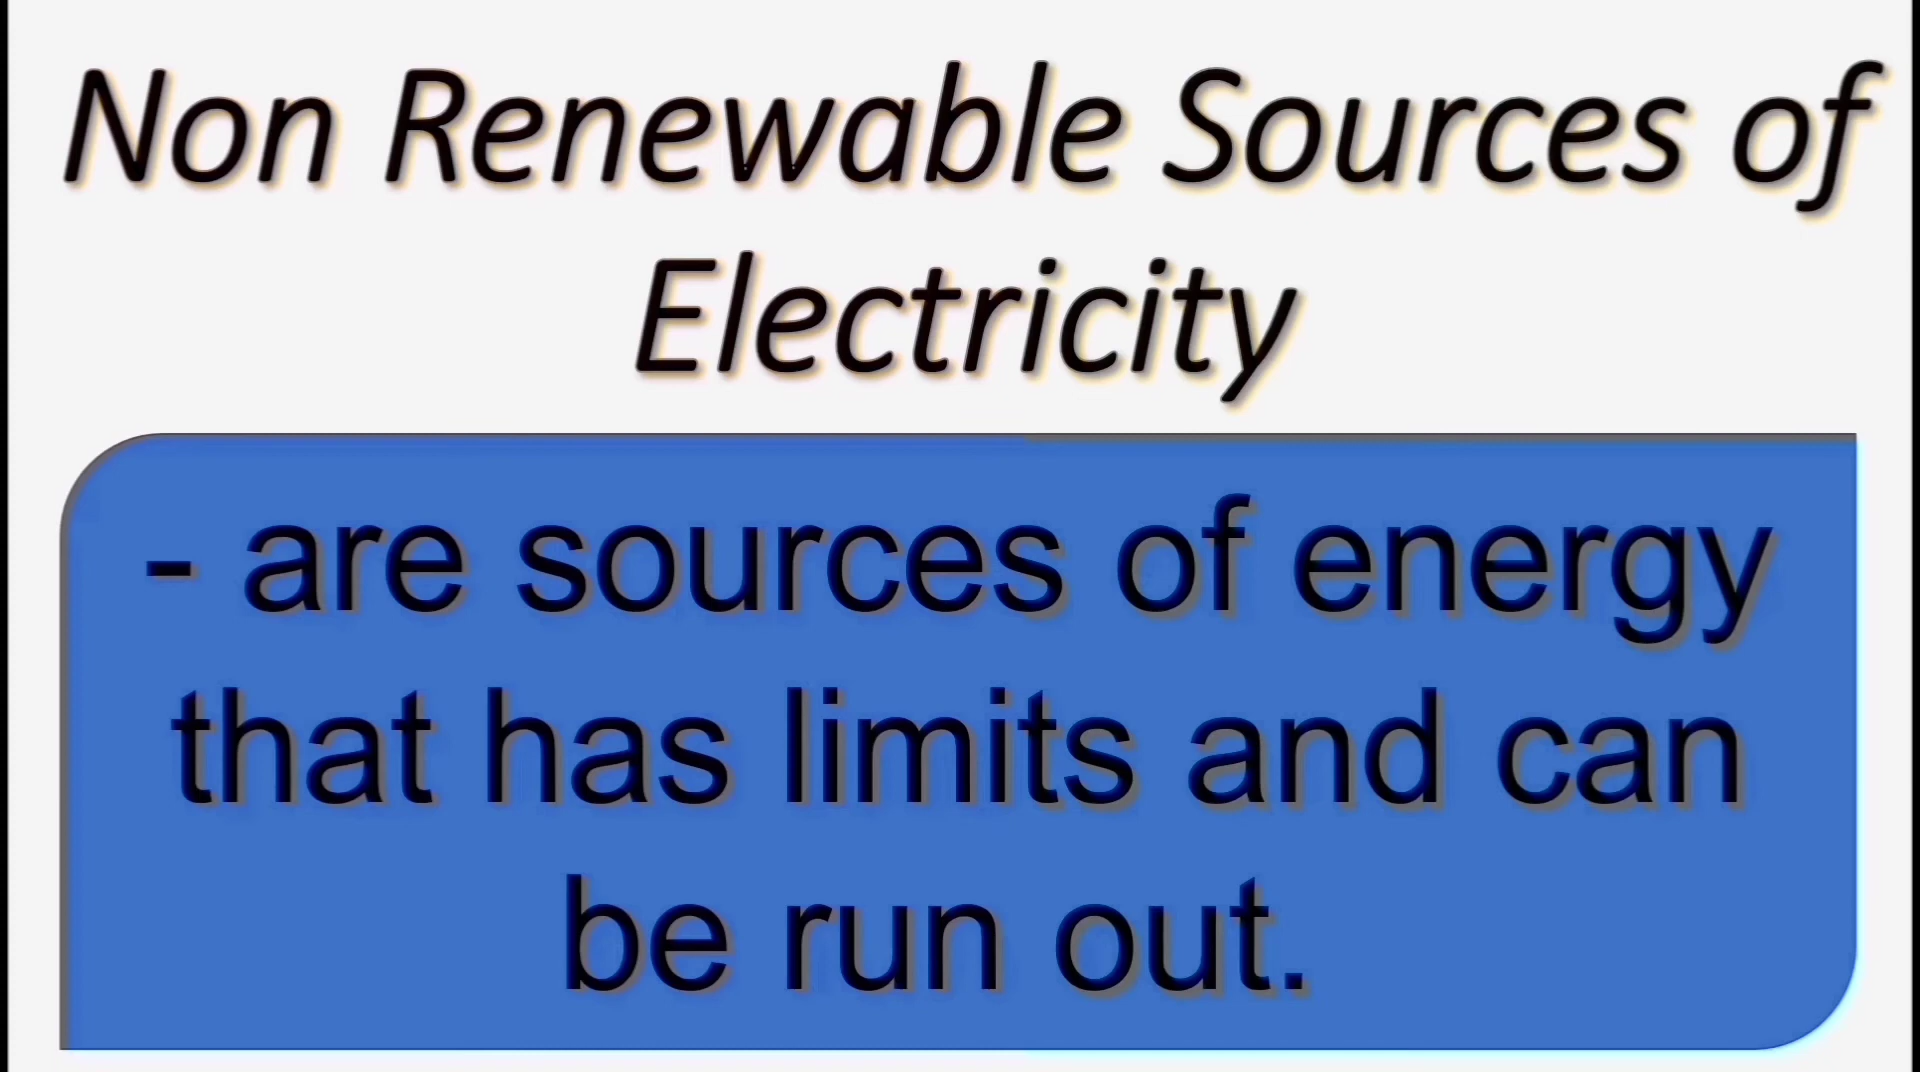 Non Renewable Sources of
Electricity
- are sources of energy
that has limits and can
be run out.